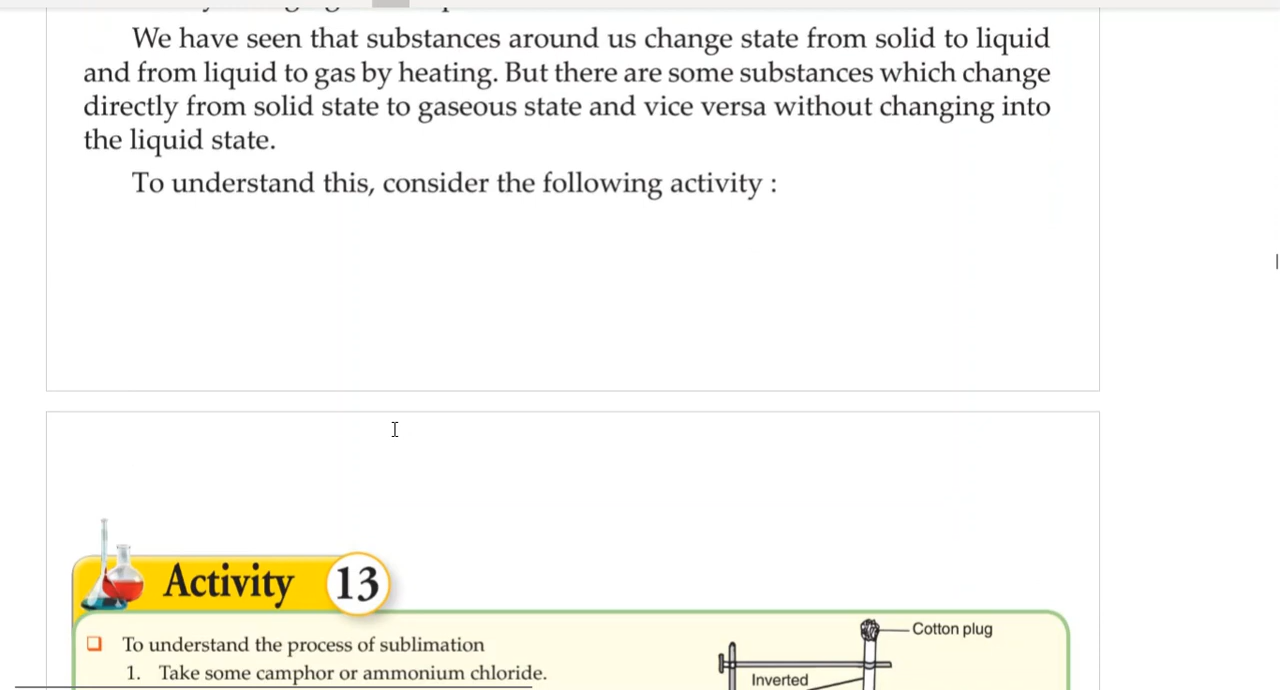 We have seen that substances around us change state from solid to liquid
and from liquid to gas by heating. But there are some substances which change
directly from solid state to gaseous state and vice versa without changing into
the liquid state.
To understand this, consider the following activity :
Activity 13
To understand the process of sublimation
1. Take some camphor or ammonium chloride.
Cotton plug
Inverted